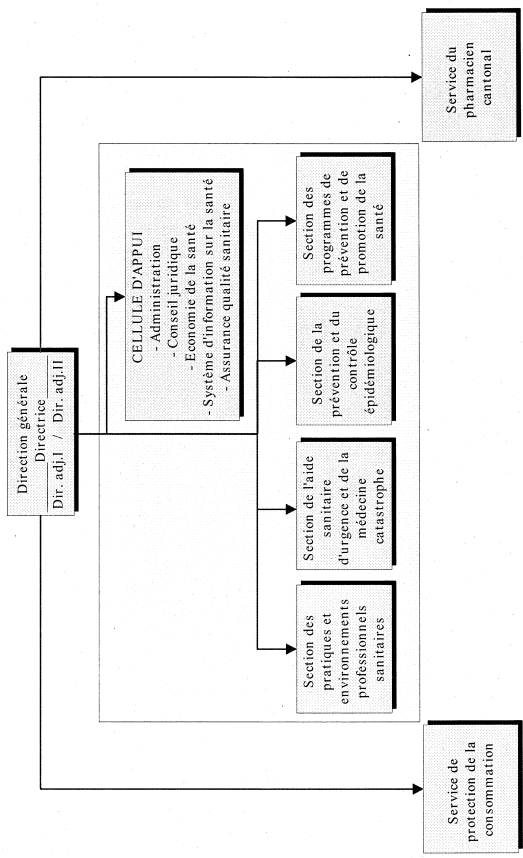 Direction générale
Directrice
Dir. adj.I / Dir. adj.II
CELLULE D'APPUI
- Administration
- Conseil juridique
- Economie de la santé
- Système d'information sur la santé
- Assurance qualité sanitaire
Section des
pratiques et
environnements
professionnels
sanitaires
Section de l'aide
sanitaire
d'urgence et de la
médecine
catastrophe
Section de la
prévention et du
contrôle
épidémiologique
Section des
programmes de
prévention et de
promotion de la
santé
Service de
protection de la
consommation
Service du
pharmacien
cantonal